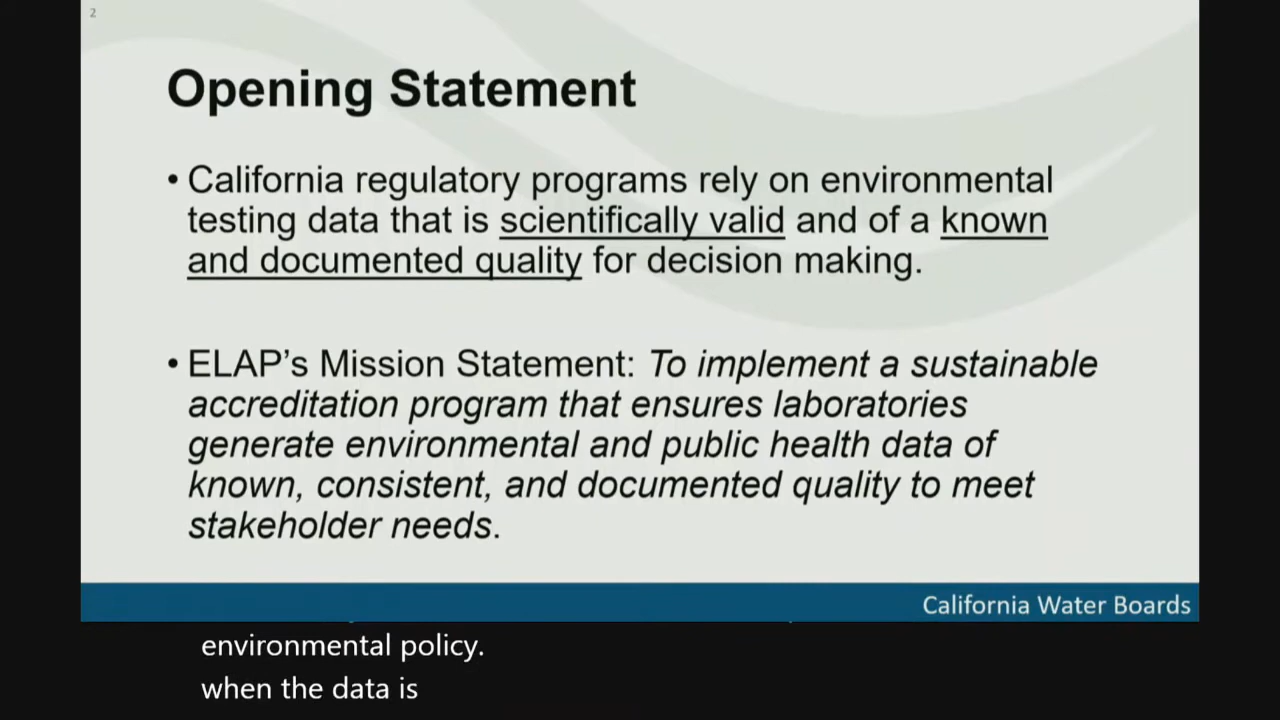 2
Opening Statement
• California regulatory programs rely on environmental
testing data that is scientifically valid and of a known
and documented quality for decision making.
• ELAP’s Mission Statement: To implement a sustainable
accreditation program that ensures laboratories
generate environmental and public health data of
known, consistent, and documented quality to meet
stakeholder needs.
California Water Boards
environmental policy.
when the data is